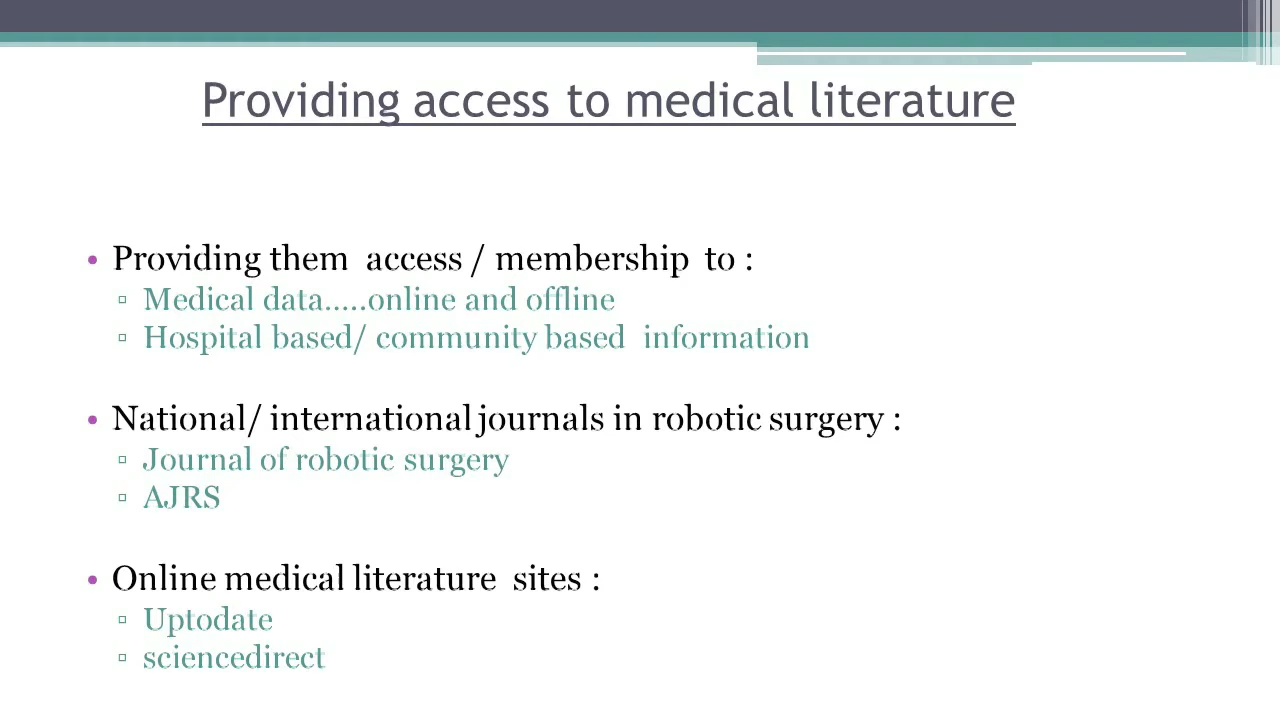 Providing access to medical literature
• Providing them access / membership to :
▫ Medical data.....online and offline
▫ Hospital based/ community based information
• National/ international journals in robotic surgery :
▫ Journal of robotic surgery
▫ AJRS
• Online medical literature sites :
▫ Uptodate
▫ sciencedirect